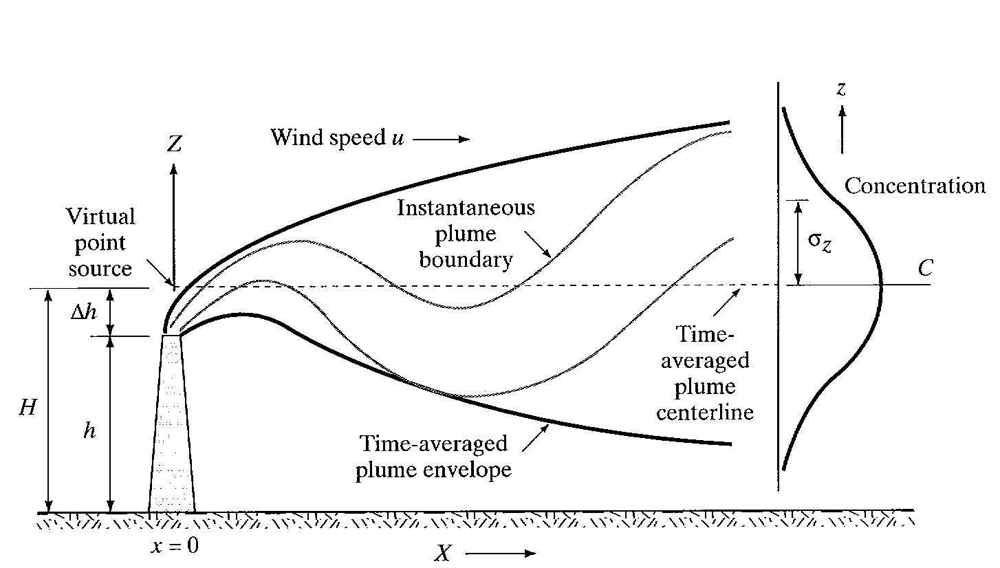 z
Z
Wind speed u
Concentration
Virtual
point
source
Instantaneous
plume
boundary
σz
C
Δh
Time-
averaged
plume
centerline
H
h
Time-averaged
plume envelope
x = 0
X